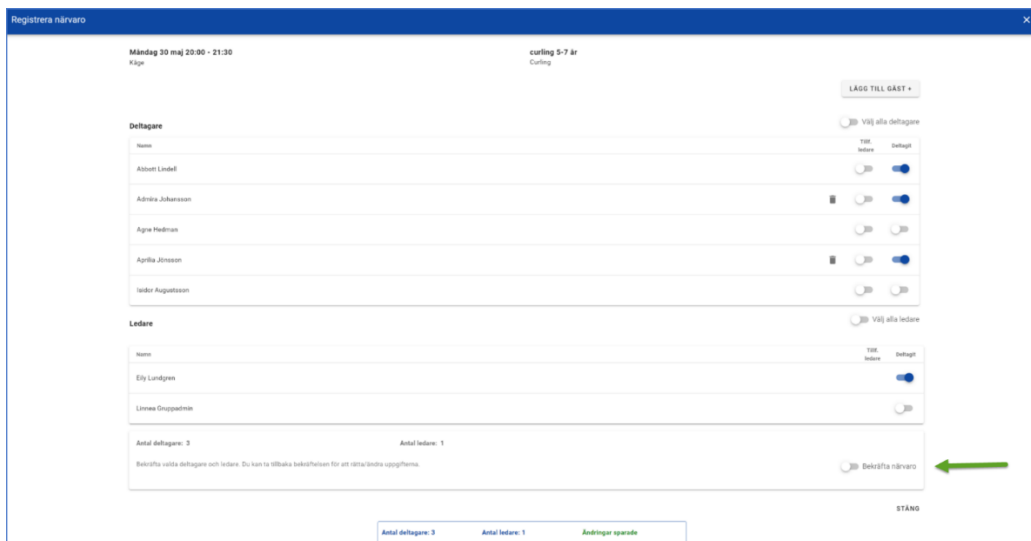 Registrera närvaro
Måndag 30 maj 20:00 - 21:30
curling 5-7 år
Kåge
Curling
LÄGG TILL GÄST +
Deltagare
Välj alla deltagare
Namn
Tillf. ledare
Deltagit
Abbott Lindell
Admira Johansson
Agne Hedman
Aprilia Jönsson
Isidor Augustsson
Ledare
Välj alla ledare
Namn
Tillf. ledare
Deltagit
Elly Lundgren
Linnea Gruppadmin
Antal deltagare: 3
Antal ledare: 1
Bekräfta valda deltagare och ledare. Du kan ta tillbaka bekräftelsen för att rätta/ändra uppgifterna.
Bekräfta närvaro
STÄNG
Antal deltagare: 3
Antal ledare: 1
Ändringar sparade